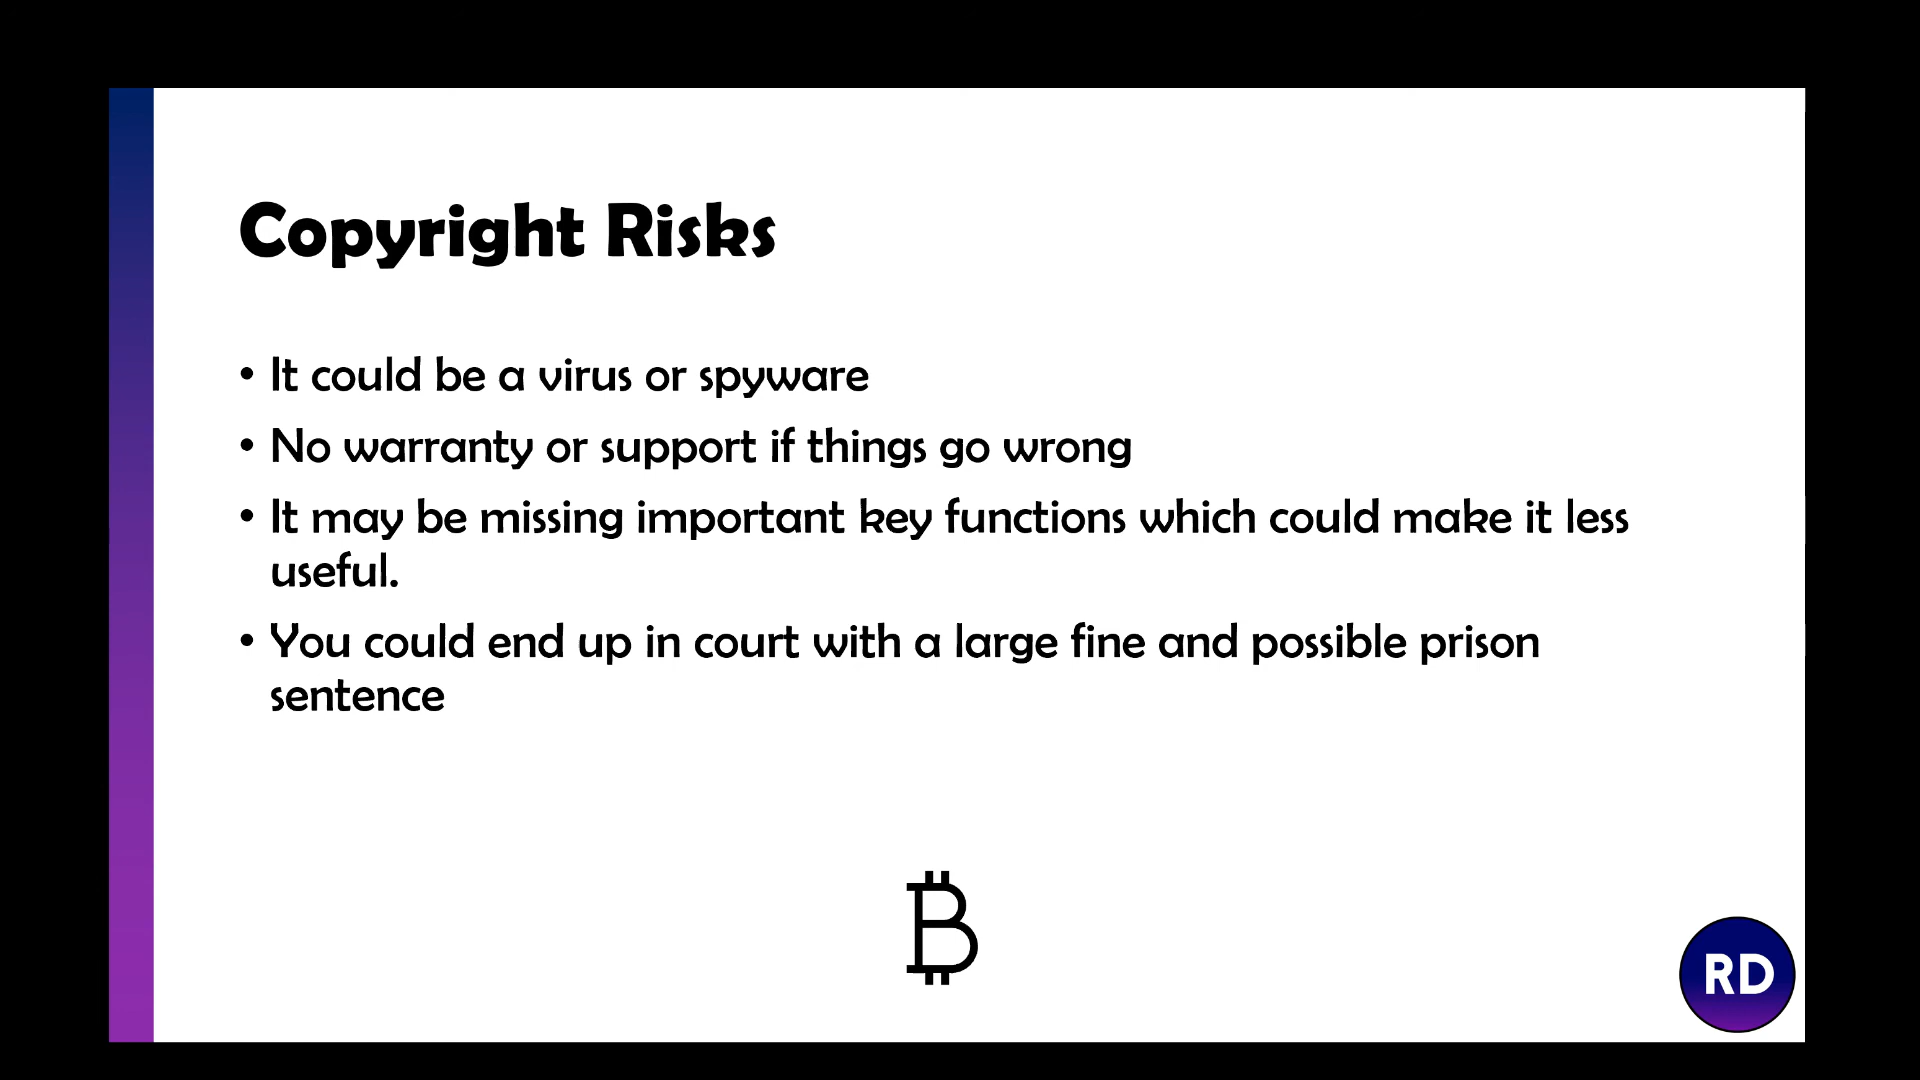 Copyright Risks
• It could be a virus or spyware
• No warranty or support if things go wrong
• It may be missing important key functions which could make it less
useful.
• You could end up in court with a large fine and possible prison
sentence
RD